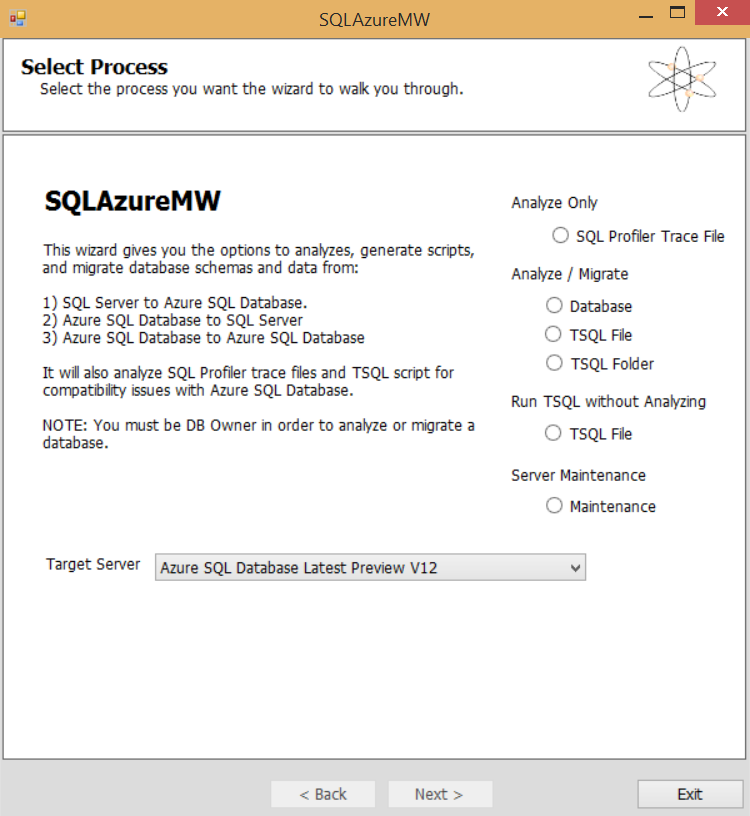 SQLAzureMW
Select Process
Select the process you want the wizard to walk you through.
SQLAzureMW
This wizard gives you the options to analyzes, generate scripts,
and migrate database schemas and data from:
1) SQL Server to Azure SQL Database.
2) Azure SQL Database to SQL Server
3) Azure SQL Database to Azure SQL Database
It will also analyze SQL Profiler trace files and TSQL script for
compatibility issues with Azure SQL Database.
NOTE: You must be DB Owner in order to analyze or migrate a
database.
Analyze Only
SQL Profiler Trace File
Analyze / Migrate
Database
TSQL File
TSQL Folder
Run TSQL without Analyzing
TSQL File
Server Maintenance
Maintenance
Target Server
Azure SQL Database Latest Preview V12
< Back
Next >
Exit